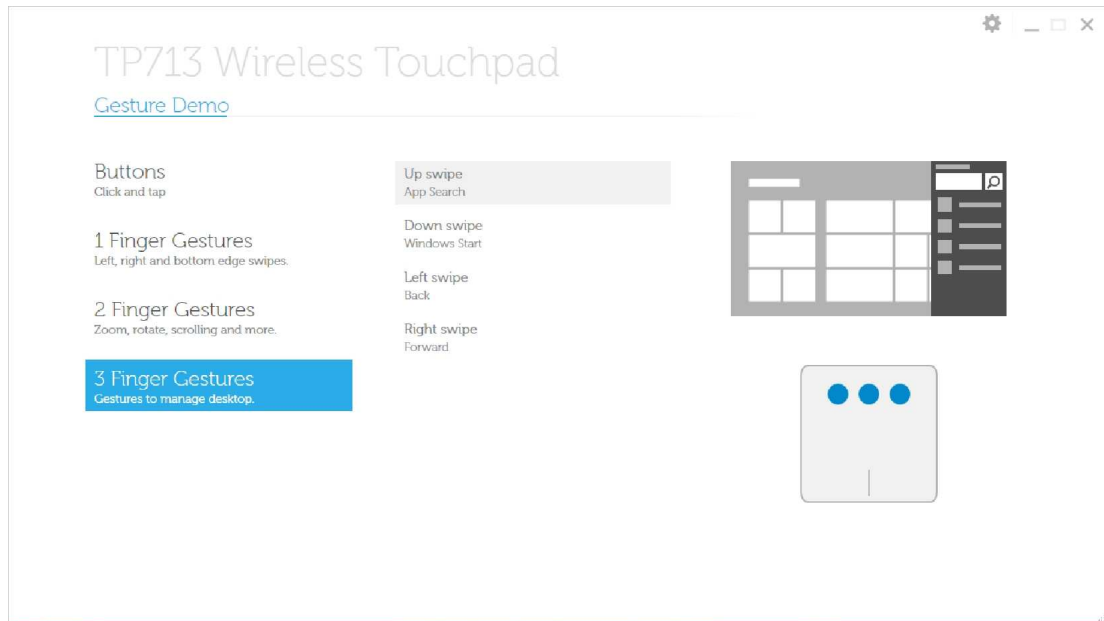 TP713 Wireless Touchpad
Gesture Demo
Buttons
Click and tap
1 Finger Gestures
Left, right and bottom edge swipes.
2 Finger Gestures
Zoom, rotate, scrolling and more.
3 Finger Gestures
Gestures to manage desktop.
Up swipe
App Search
Down swipe
Windows Start
Left swipe
Back
Right swipe
Forward